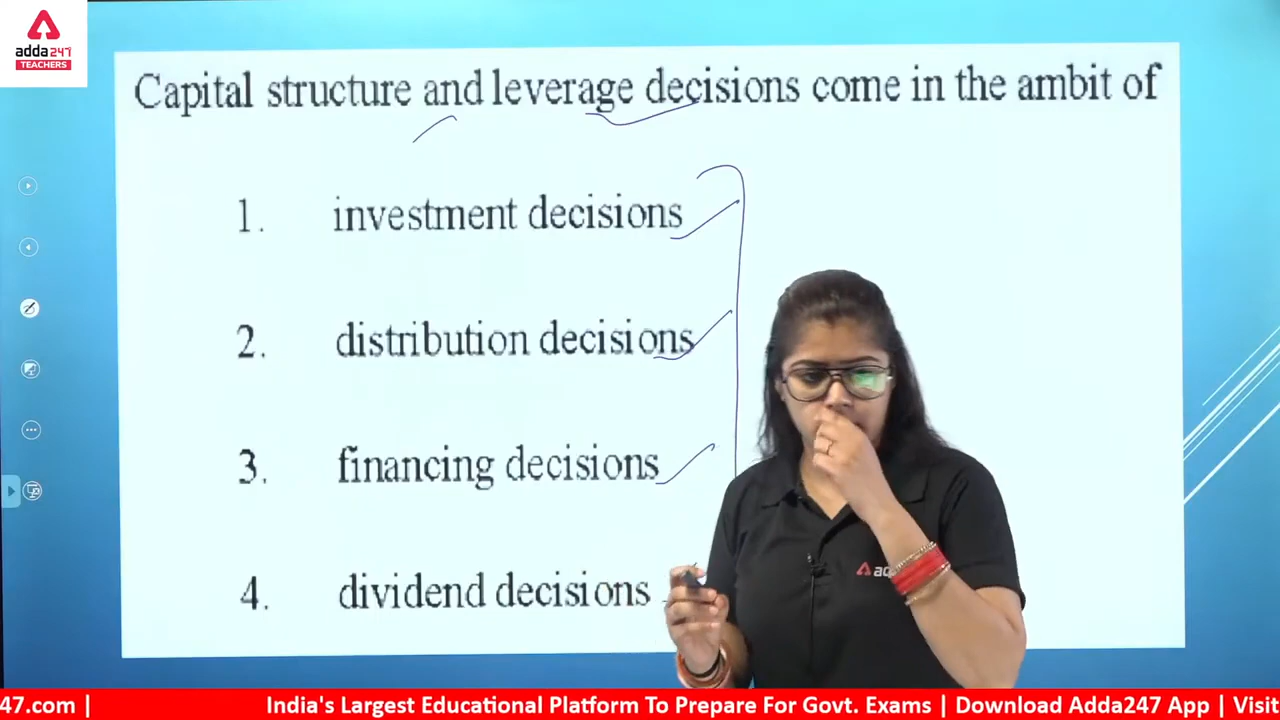 adda247
TEACHERS
Capital structure and leverage decisions come in the ambit of
1. investment decisions
2. distribution decisions
3. financing decisions
4. dividend decisions
47.com | India's Largest Educational Platform To Prepare For Govt. Exams | Download Adda247 App | Visit